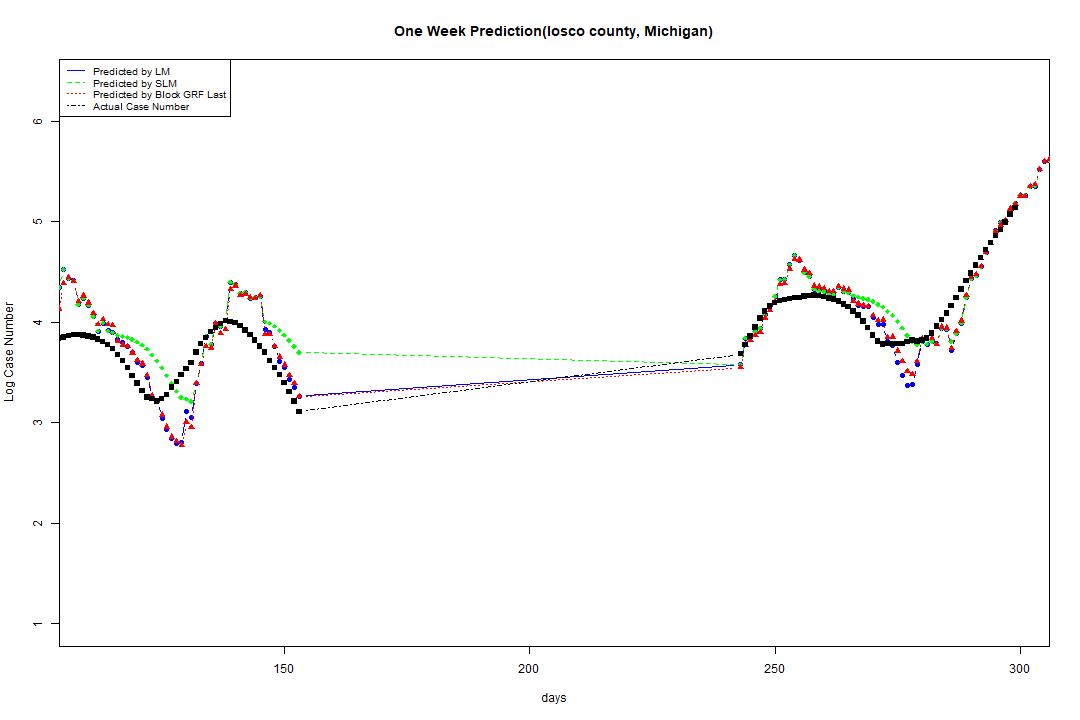 One Week Prediction(Iosco county, Michigan)
Predicted by LM
Predicted by SLM
Predicted by Block GRF Last
Actual Case Number
Log Case Number
6
5
4
3
2
1
150 200 250 300
days